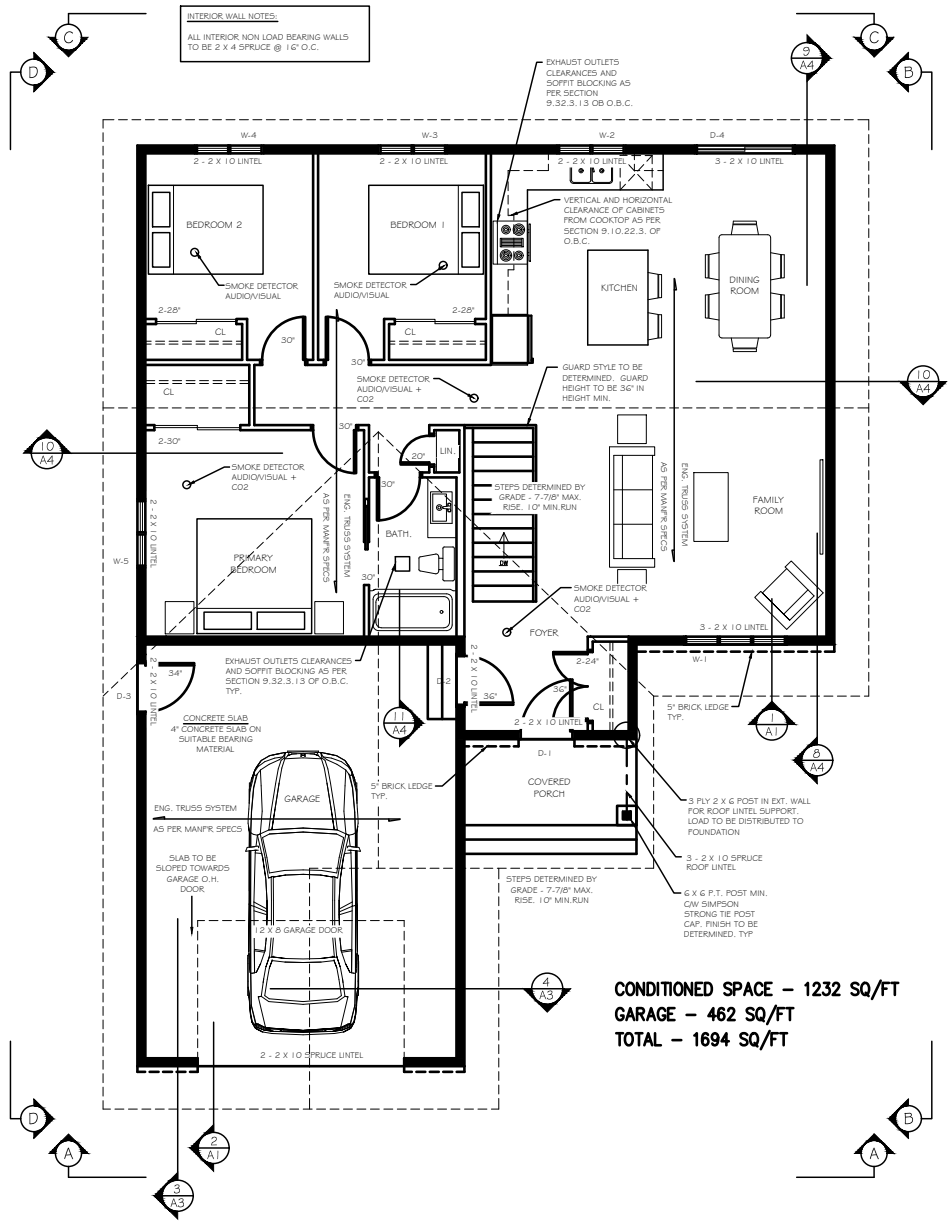 INTERIOR WALL NOTES:
ALL INTERIOR NON LOAD BEARING WALLS
TO BE 2 X 4 SPRUCE @ 16" O.C.
C
D
C
B
9
A4
EXHAUST OUTLETS
CLEARANCES AND
SOFFIT BLOCKING AS
PER SECTION
9.32.3.13 OB O.B.C.
W-4
2 - 2 X 10 LINTEL
W-3
2 - 2 X 10 LINTEL
W-2
2 - 2 X 10 LINTEL
D-4
3 - 2 X 10 LINTEL
VERTICAL AND HORIZONTAL
CLEARANCE OF CABINETS
FROM COOKTOP AS PER
SECTION 9.10.22.3. OF
O.B.C.
BEDROOM 2
BEDROOM 1
SMOKE DETECTOR
AUDIO/VISUAL
SMOKE DETECTOR
AUDIO/VISUAL
KITCHEN
DINING
ROOM
2-28"
CL
30"
2-28"
CL
30"
CL
SMOKE DETECTOR
AUDIO/VISUAL +
CO2
GUARD STYLE TO BE
DETERMINED. GUARD
HEIGHT TO BE 36" IN
HEIGHT MIN.
10
A4
10
A4
2-30"
30"
20"
LIN.
SMOKE DETECTOR
AUDIO/VISUAL +
CO2
30"
STEPS DETERMINED BY
GRADE - 7-7/8" MAX.
RISE. 10" MIN.RUN
ENG. TRUSS SYSTEM
AS PER MANF'R SPECS
ENG. TRUSS SYSTEM
AS PER MANF'R SPECS
FAMILY
ROOM
2 - 2 X 10 LINTEL
W-5
BATH.
PRIMARY
BEDROOM
30"
DW
SMOKE DETECTOR
AUDIO/VISUAL +
CO2
FOYER
3 - 2 X 10 LINTEL
W-1
2 - 2 X 10 LINTEL
D-3
34"
EXHAUST OUTLETS CLEARANCES
AND SOFFIT BLOCKING AS PER
SECTION 9.32.3.13 OF O.B.C.
TYP.
D-2
2 - 2 X 10 LINTEL
36"
2-24"
36"
CL
2 - 2 X 10 LINTEL
5" BRICK LEDGE
TYP.
1
A1
8
A4
CONCRETE SLAB
4" CONCRETE SLAB ON
SUITABLE BEARING
MATERIAL
11
A4
D-1
5" BRICK LEDGE
TYP.
COVERED
PORCH
GARAGE
ENG. TRUSS SYSTEM
AS PER MANF'R SPECS
3 PLY 2 X 6 POST IN EXT. WALL
FOR ROOF LINTEL SUPPORT.
LOAD TO BE DISTRIBUTED TO
FOUNDATION
3 - 2 X 10 SPRUCE
ROOF LINTEL
SLAB TO BE
SLOPED TOWARDS
GARAGE O.H.
DOOR
STEPS DETERMINED BY
GRADE - 7-7/8" MAX.
RISE. 10" MIN.RUN
6 X 6 P.T. POST MIN.
C/W SIMPSON
STRONG TIE POST
CAP. FINISH TO BE
DETERMINED, TYP
12 X 8 GARAGE DOOR
4
A3
CONDITIONED SPACE - 1232 SQ/FT
GARAGE - 462 SQ/FT
TOTAL - 1694 SQ/FT
2 - 2 X 10 SPRUCE LINTEL
D
A
2
A1
3
A3
B
A